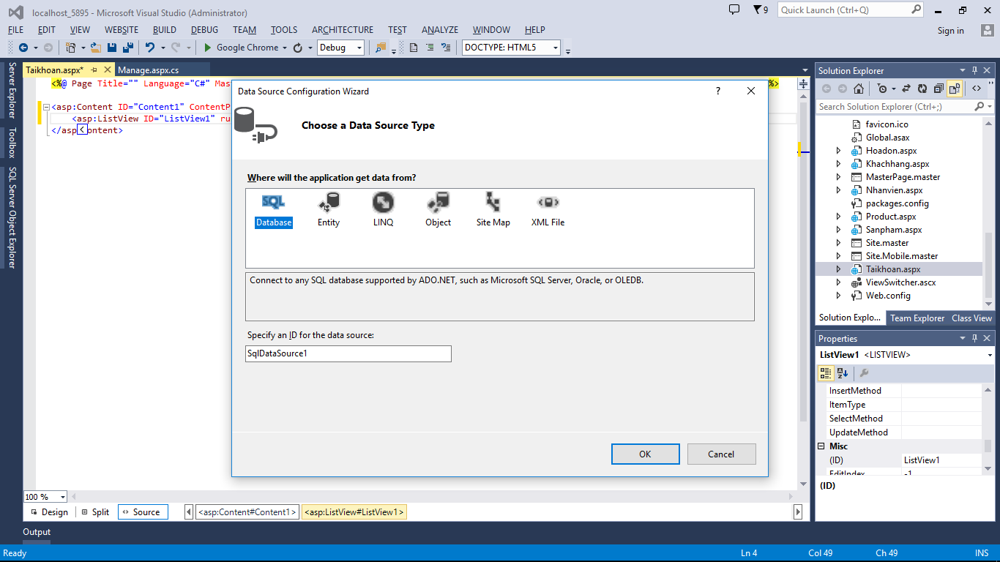 localhost_5895 - Microsoft Visual Studio (Administrator)
9
Quick Launch (Ctrl+Q)
FILE EDIT VIEW WEBSITE BUILD DEBUG TEAM TOOLS ARCHITECTURE TEST ANALYZE WINDOW HELP
Sign in
Google Chrome
Debug
DOCTYPE: HTML5
Server Explorer
Toolbox
SQL Server Object Explorer
Taikhoan.aspx*
Manage.aspx.cs
<%@ Page Title="" Language="C#" Mas
%>
<asp:Content ID="Content1" ContentP
<asp:ListView ID="ListView1" ru
</asp:Content>
<
Data Source Configuration Wizard
?
Choose a Data Source Type
Where will the application get data from?
SQL
Database
Entity
LINQ
Object
Site Map
XML File
Connect to any SQL database supported by ADO.NET, such as Microsoft SQL Server, Oracle, or OLEDB.
Specify an ID for the data source:
SqlDataSource1
OK
Cancel
Solution Explorer
Search Solution Explorer (Ctrl+;)
favicon.ico
Global.asax
Hoadon.aspx
Khachhang.aspx
MasterPage.master
Nhanvien.aspx
packages.config
Product.aspx
Sanpham.aspx
Site.master
Site.Mobile.master
Taikhoan.aspx
ViewSwitcher.ascx
Web.config
Solution Explo...
Team Explorer
Class View
Properties
ListView1 <LISTVIEW>
InsertMethod
ItemType
SelectMethod
UpdateMethod
Misc
(ID) ListView1
EditIndex -1
(ID)
100 %
Design
Split
Source
<asp:Content#Content1>
<asp:ListView#ListView1>
Output
Ready
Ln 4
Col 49
Ch 49
INS